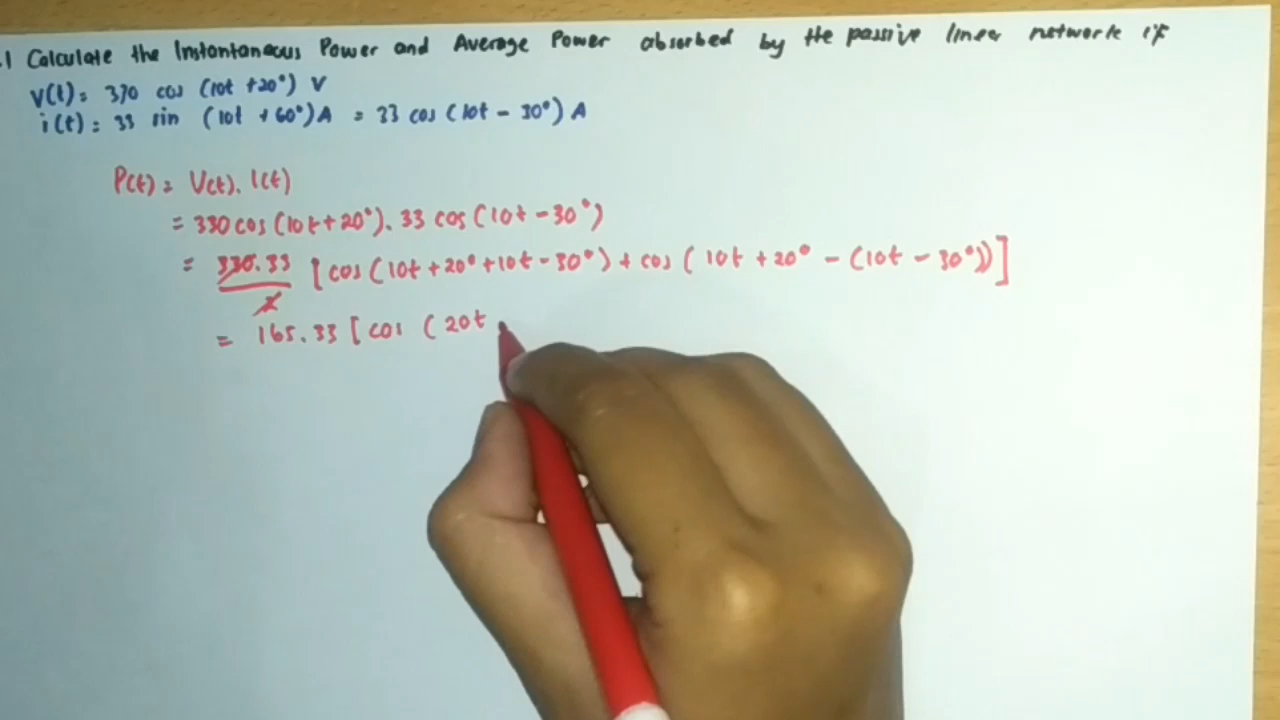 .1 Calculate the Instantaneous Power and Average Power absorbed by the passive linear network if
v(t) = 330 cos (10t +20°) V
i(t) = 33 sin (10t + 60°) A = 33 cos (10t - 30°) A
P(t) = V(t). I(t)
= 330 cos (10t + 20°). 33 cos (10t - 30°)
= 330.33/2 [cos (10t + 20° + 10t - 30°) + cos ( 10t + 20° - (10t - 30°))]
= 165.33 [ cos ( 20t